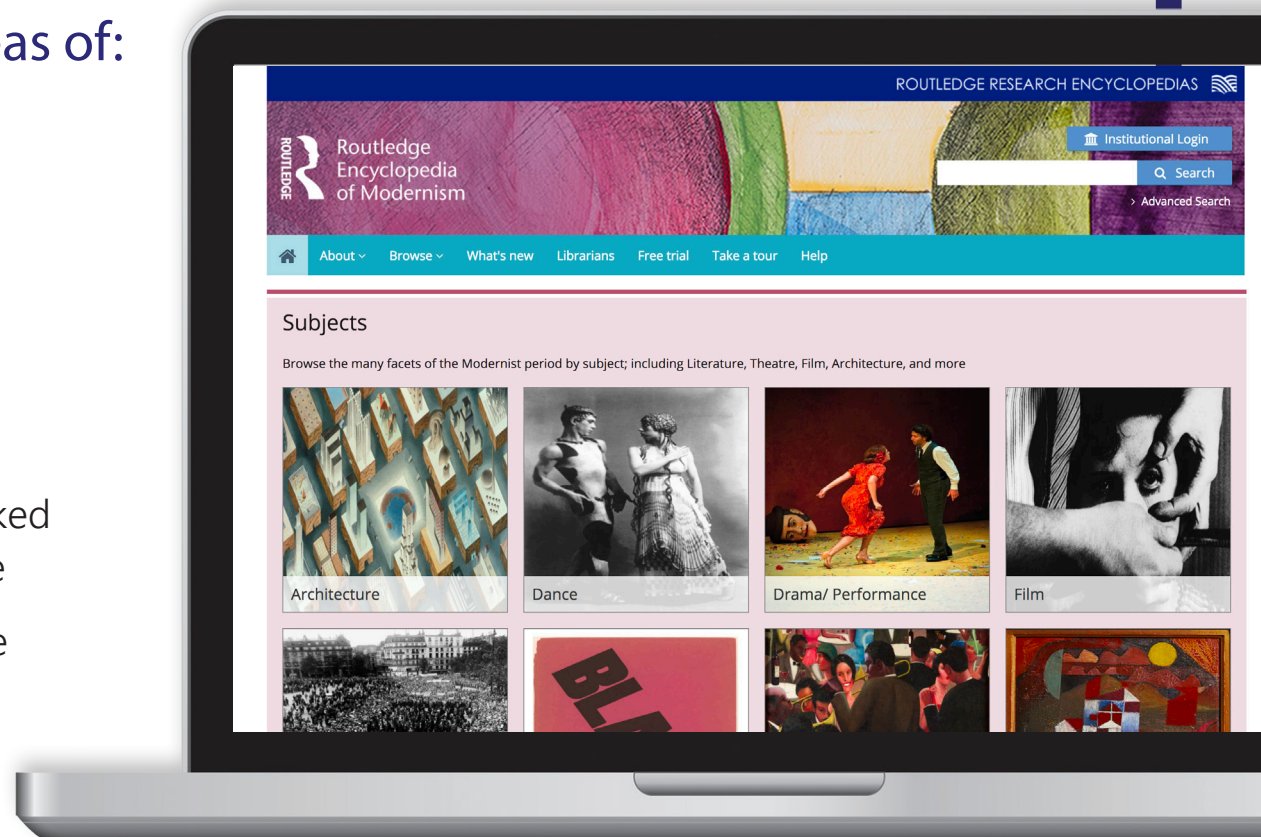 as of:
ked
e
e
ROUTLEDGE RESEARCH ENCYCLOPEDIAS
ROUTLEDGE
Routledge
Encyclopedia
of Modernism
Institutional Login
Search
> Advanced Search
About
Browse
What's new
Librarians
Free trial
Take a tour
Help
Subjects
Browse the many facets of the Modernist period by subject; including Literature, Theatre, Film, Architecture, and more
Architecture
Dance
Drama/ Performance
Film